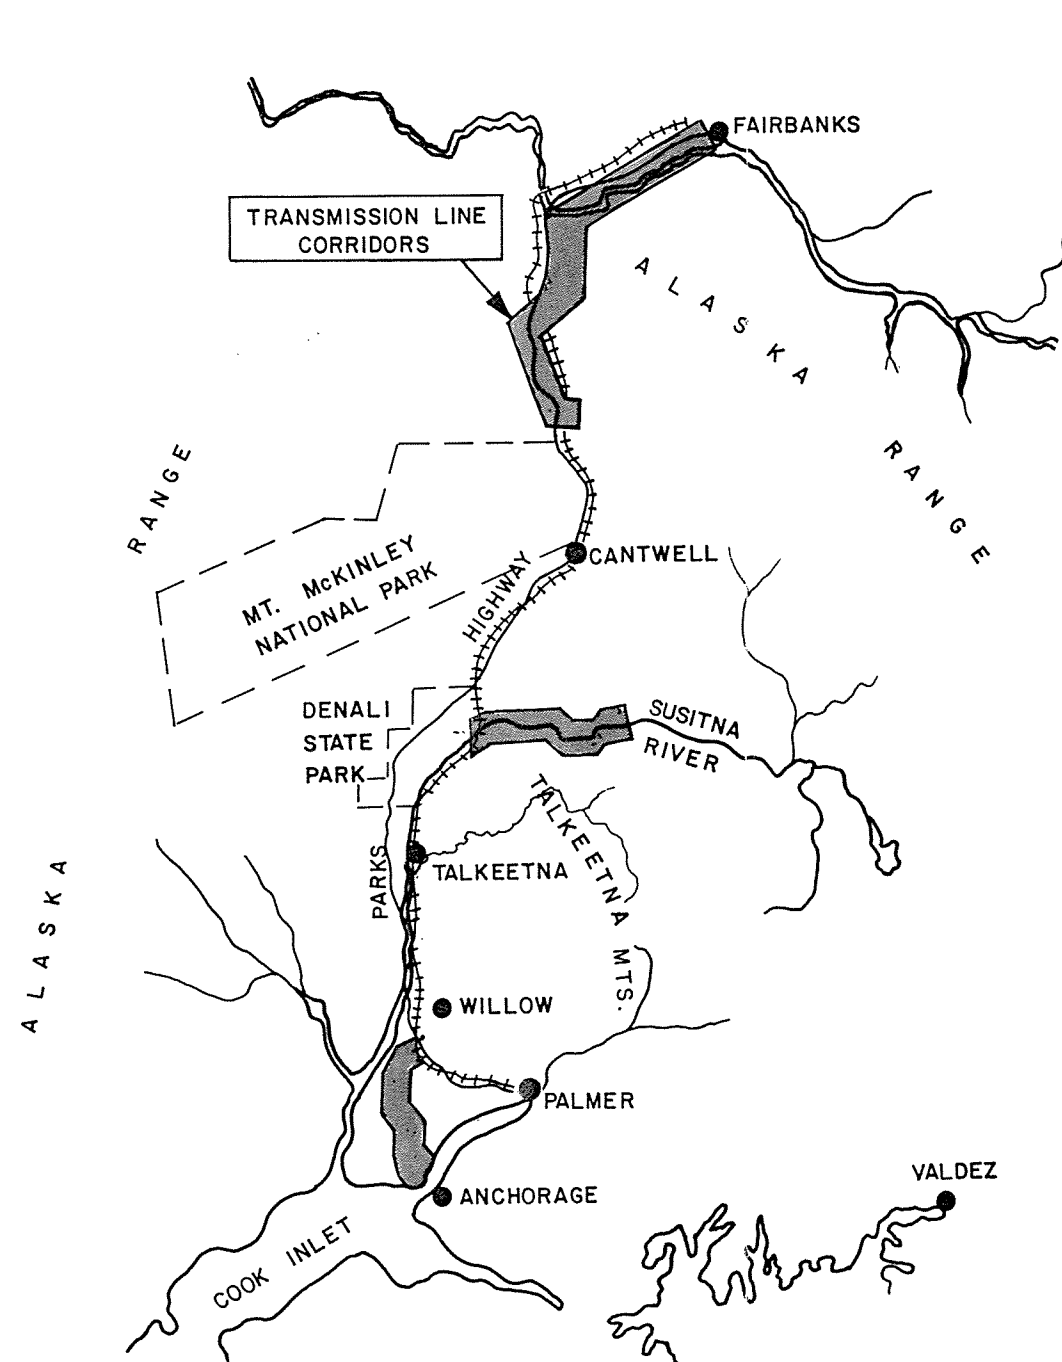 FAIRBANKS
TRANSMISSION LINE
CORRIDORS
ALASKA
RANGE
RANGE
CANTWELL
MT. McKINLEY
NATIONAL PARK
HIGHWAY
DENALI
STATE
PARK
SUSITNA
RIVER
TALKEETNA MTS.
PARKS
TALKEETNA
ALASKA
WILLOW
PALMER
VALDEZ
ANCHORAGE
COOK INLET